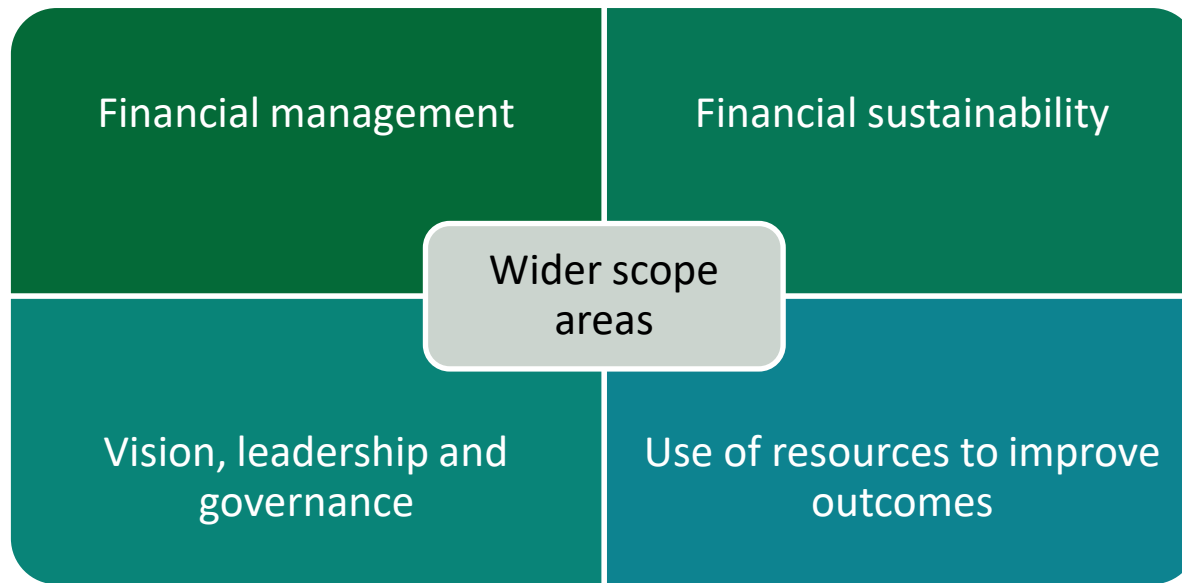 Financial management
Financial sustainability
Wider scope
areas
Vision, leadership and
governance
Use of resources to improve
outcomes